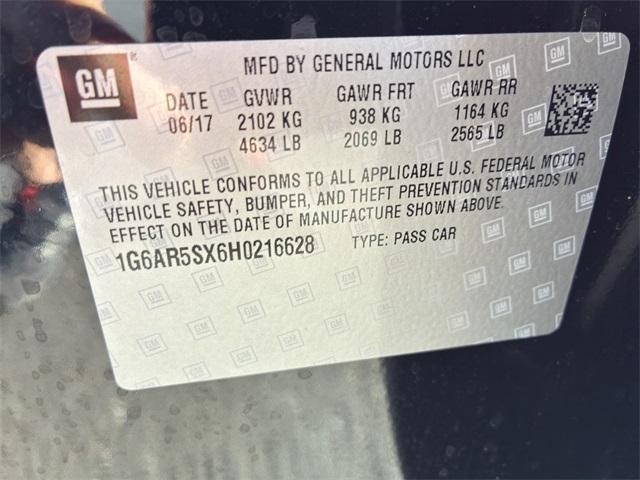 GM
MFD BY GENERAL MOTORS LLC
DATE GVWR GAWR FRT GAWR RR
06/17 2102 KG 938 KG 1164 KG
4634 LB 2069 LB 2565 LB
THIS VEHICLE CONFORMS TO ALL APPLICABLE U.S. FEDERAL MOTOR
VEHICLE SAFETY, BUMPER, AND THEFT PREVENTION STANDARDS IN
EFFECT ON THE DATE OF MANUFACTURE SHOWN ABOVE.
1G6AR5SX6H0216628 TYPE: PASS CAR